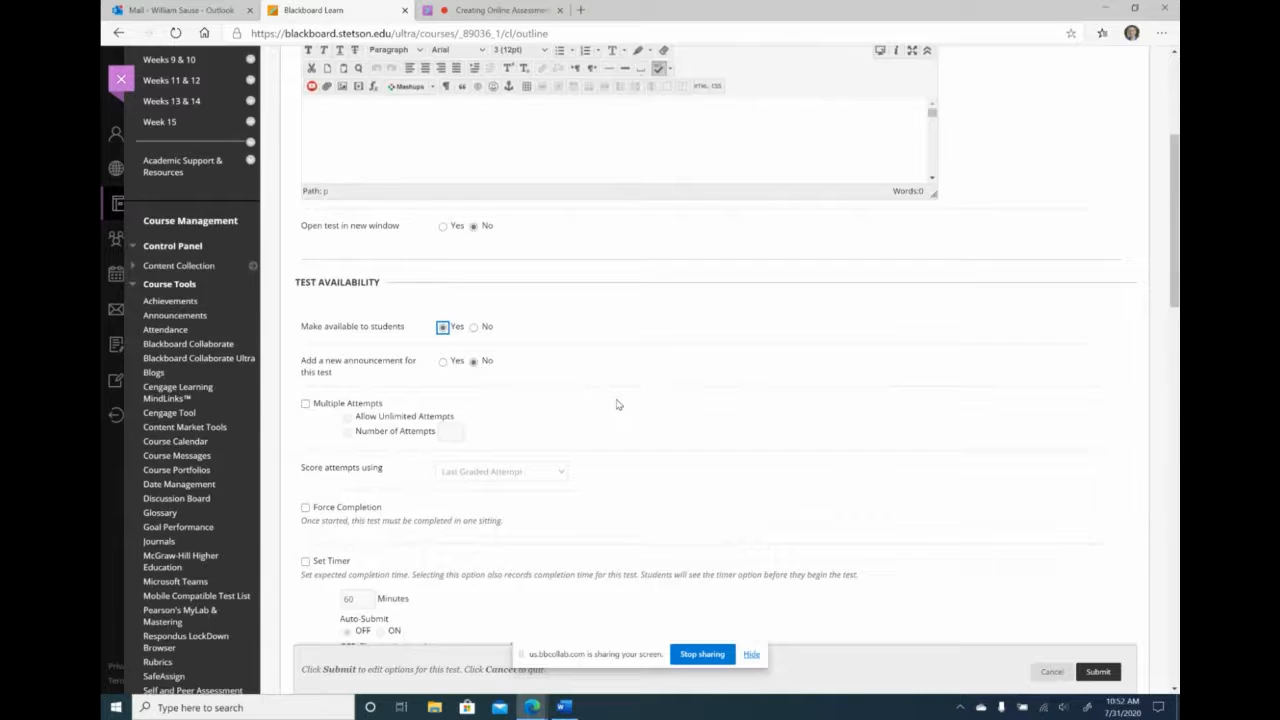 Mail - William Sause - Outlook
Blackboard Learn
Creating Online Assessmen
https://blackboard.stetson.edu/ultra/courses/_89036_1/cl/outline
Weeks 9 & 10
Weeks 11 & 12
Weeks 13 & 14
Week 15
Academic Support &
Resources
Course Management
Control Panel
Content Collection
Course Tools
Achievements
Announcements
Attendance
Blackboard Collaborate
Blackboard Collaborate Ultra
Blogs
Cengage Learning
MindLinks™
Cengage Tool
Content Market Tools
Course Calendar
Course Messages
Course Portfolios
Date Management
Discussion Board
Glossary
Goal Performance
Journals
McGraw-Hill Higher
Education
Microsoft Teams
Mobile Compatible Test List
Pearson's MyLab &
Mastering
Respondus LockDown
Browser
Rubrics
SafeAssign
Self and Peer Assessment
Priva
Term
Paragraph Arial 3 (12pt)
Mashups HTML CSS
Path: p Words:0
Open test in new window Yes No
TEST AVAILABILITY
Make available to students Yes No
Add a new announcement for
this test Yes No
Multiple Attempts
Allow Unlimited Attempts
Number of Attempts
Score attempts using Last Graded Attempt
Force Completion
Once started, this test must be completed in one sitting.
Set Timer
Set expected completion time. Selecting this option also records completion time for this test. Students will see the timer option before they begin the test.
60 Minutes
Auto-Submit
OFF ON
us.bbcollab.com is sharing your screen. Stop sharing Hide
Click Submit to edit options for this test. Click Cancel to quit.
Cancel Submit
Type here to search
10:52 AM
7/31/2020